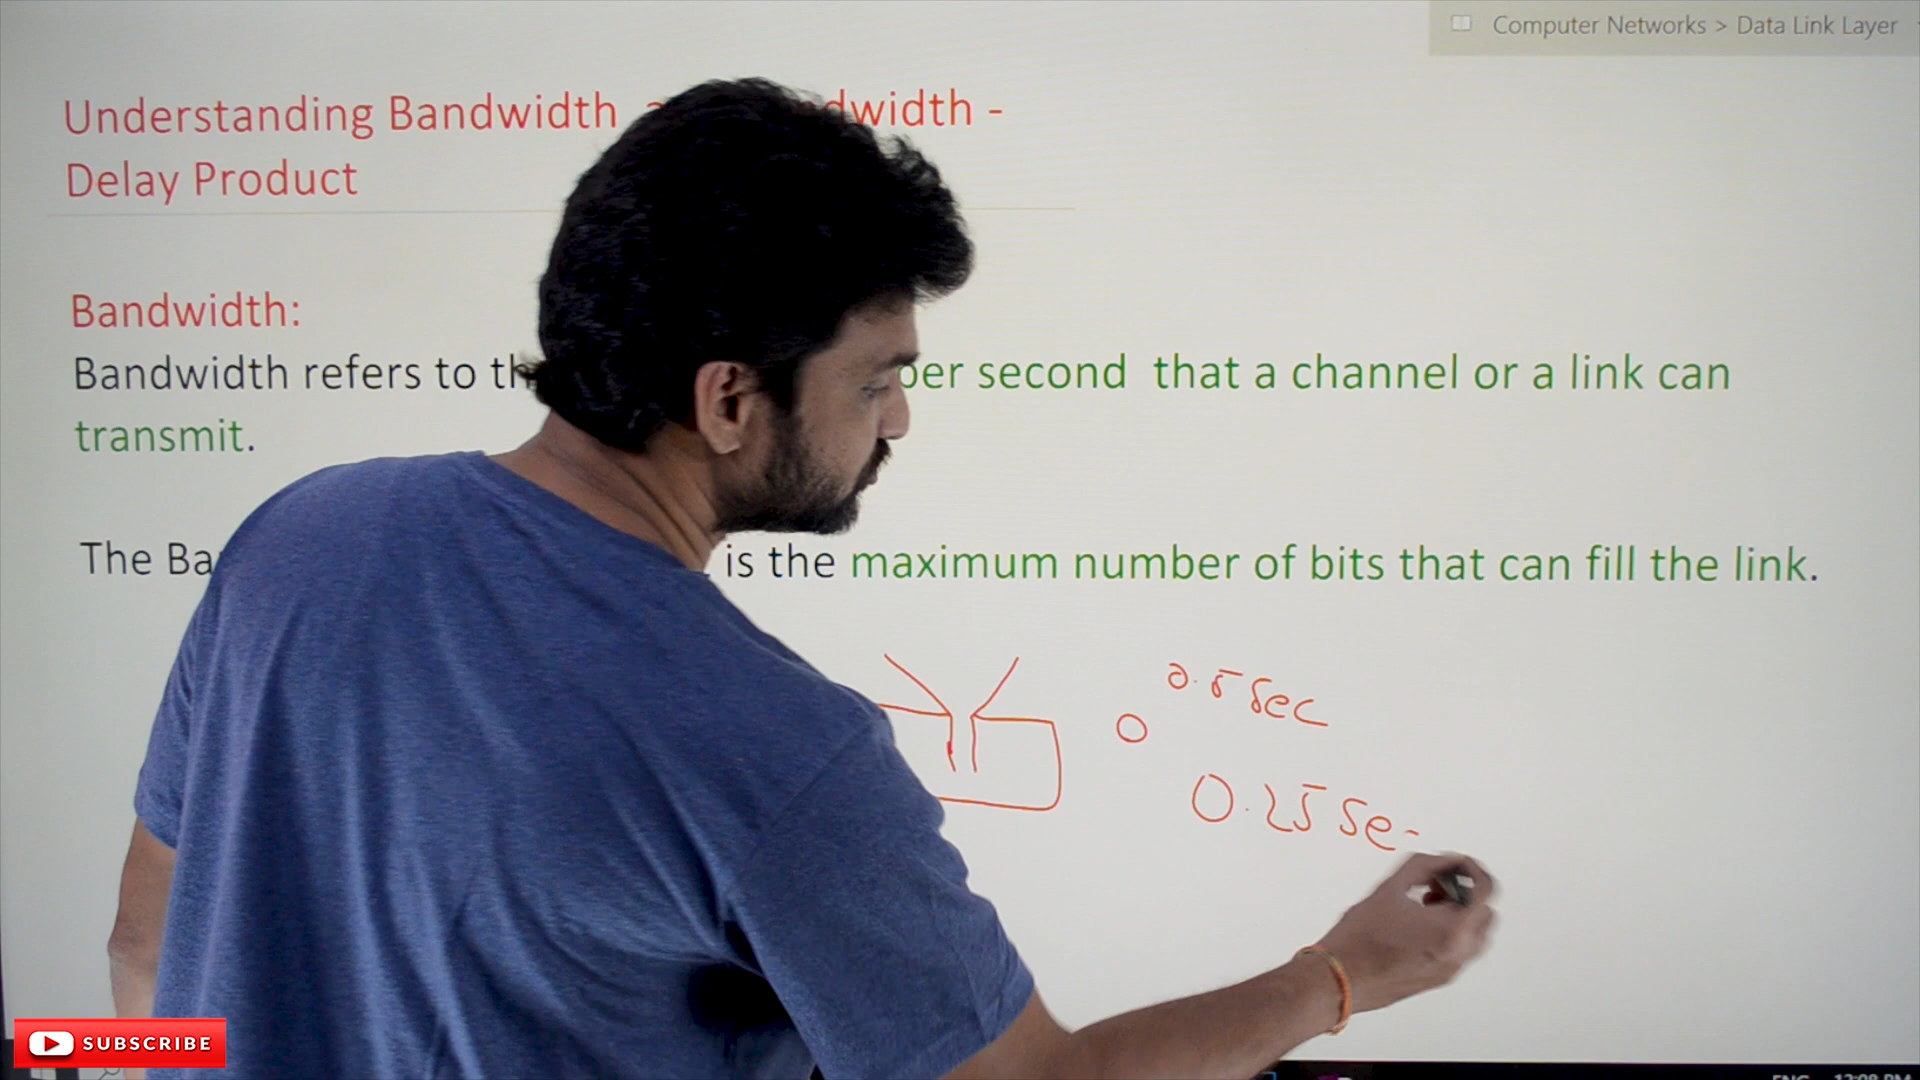 Computer Networks > Data Link Layer
Understanding Bandwidth dwidth -
Delay Product
Bandwidth:
Bandwidth refers to th per second that a channel or a link can
transmit.
The Ba is the maximum number of bits that can fill the link.
0.5 sec
0.25 Se
SUBSCRIBE